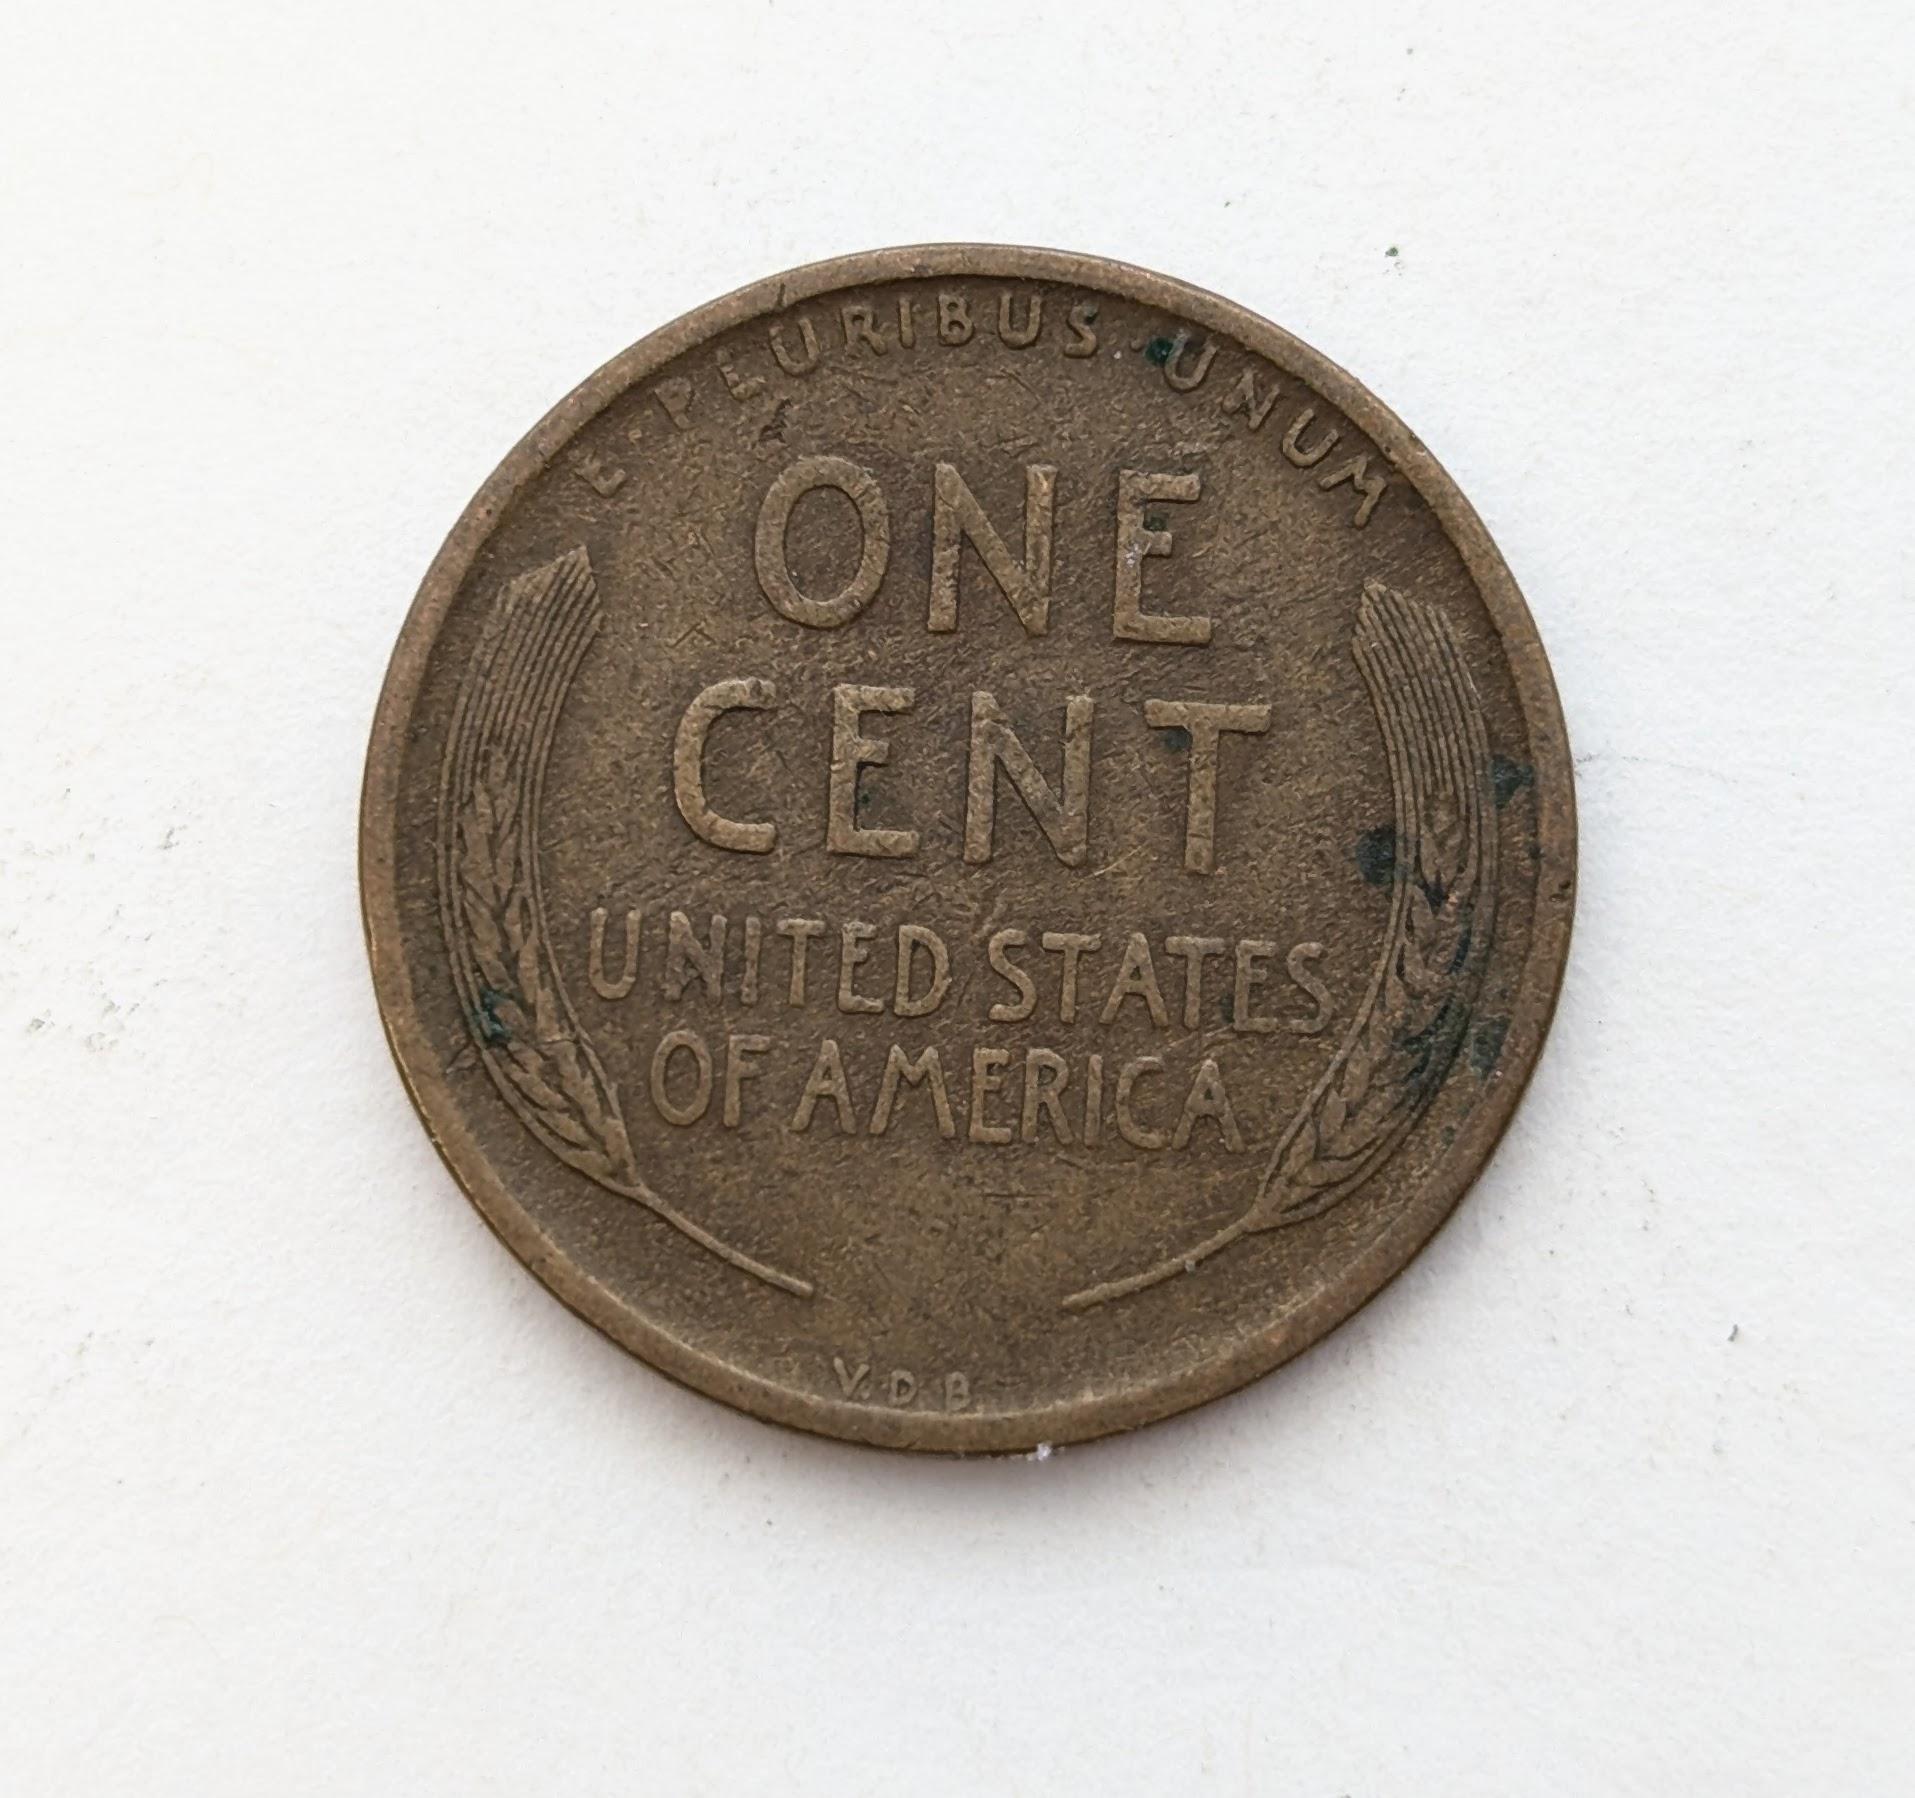 E·PLURIBUS·UNUM
ONE
CENT
UNITED STATES
OF AMERICA
V.D.B.